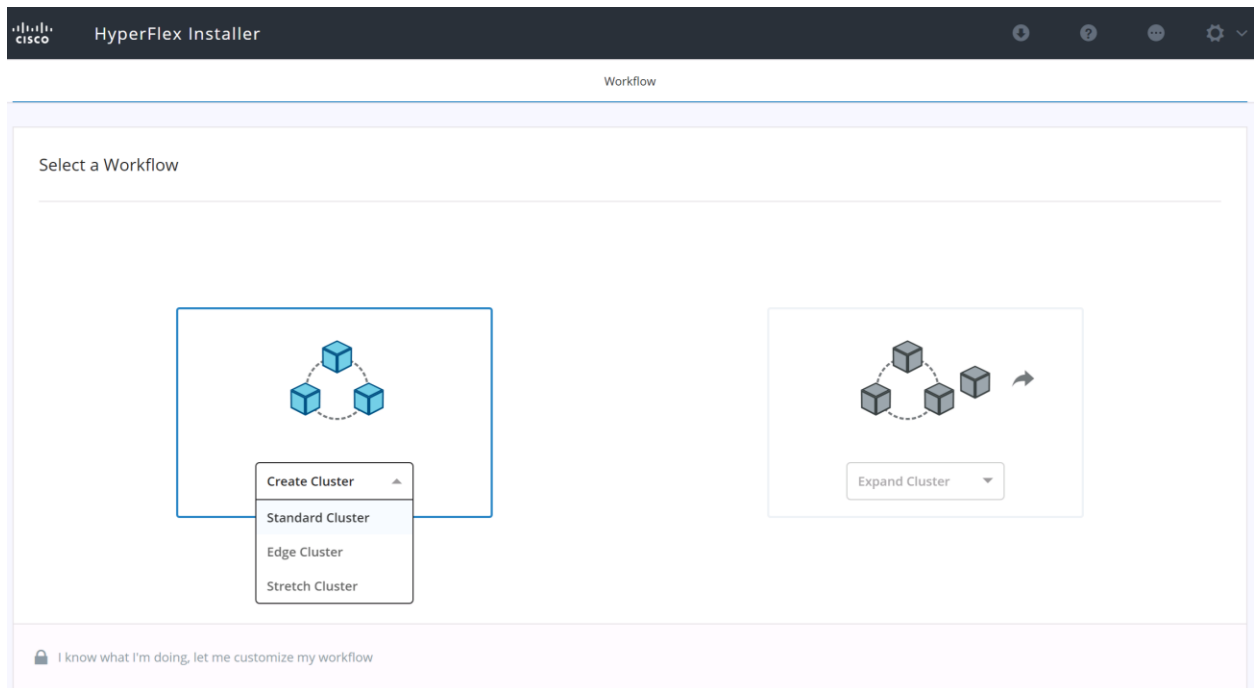 cisco HyperFlex Installer
Workflow
Select a Workflow
Create Cluster
Standard Cluster
Edge Cluster
Stretch Cluster
Expand Cluster
I know what I'm doing, let me customize my workflow